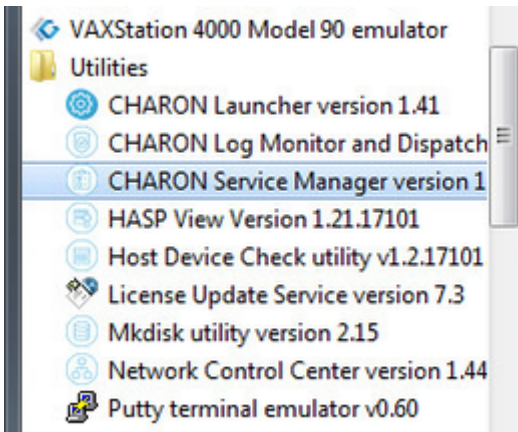 VAXStation 4000 Model 90 emulator
Utilities
CHARON Launcher version 1.41
CHARON Log Monitor and Dispatch
CHARON Service Manager version 1
HASP View Version 1.21.17101
Host Device Check utility v1.2.17101
License Update Service version 7.3
Mkdisk utility version 2.15
Network Control Center version 1.44
Putty terminal emulator v0.60